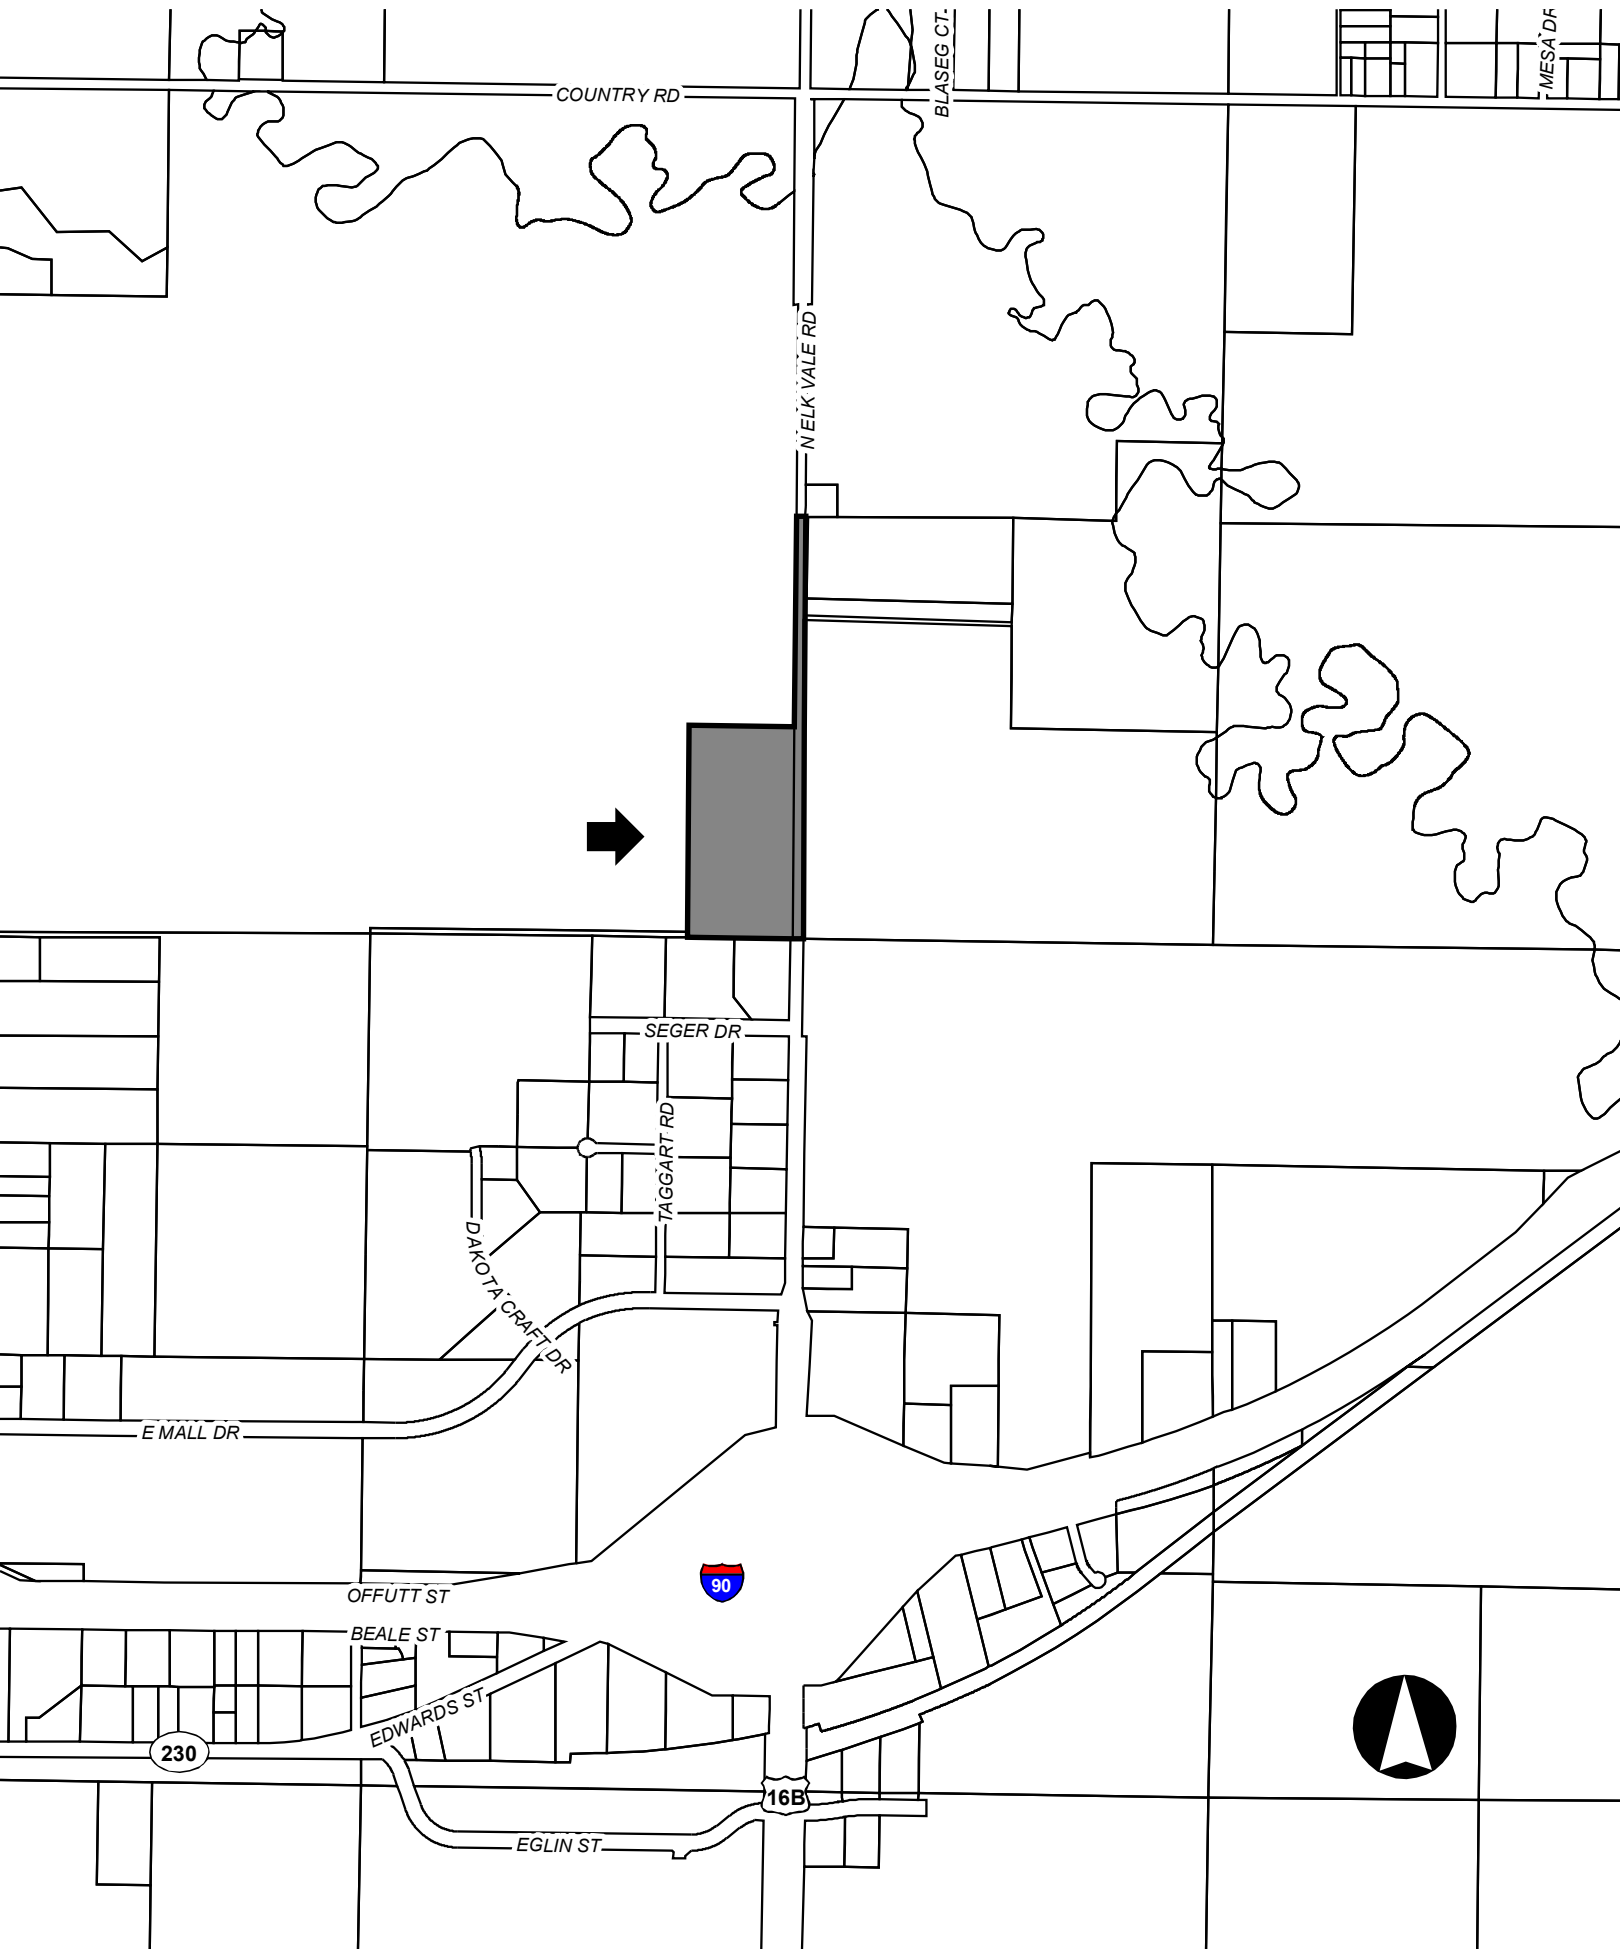 BLASEG CT.
MESA DR
COUNTRY RD
N ELK VALE RD
SEGER DR
TAGGART RD
DAKOTA CRAFT DR
E MALL DR
90
OFFUTT ST
BEALE ST
EDWARDS ST
230
16B
EGLIN ST